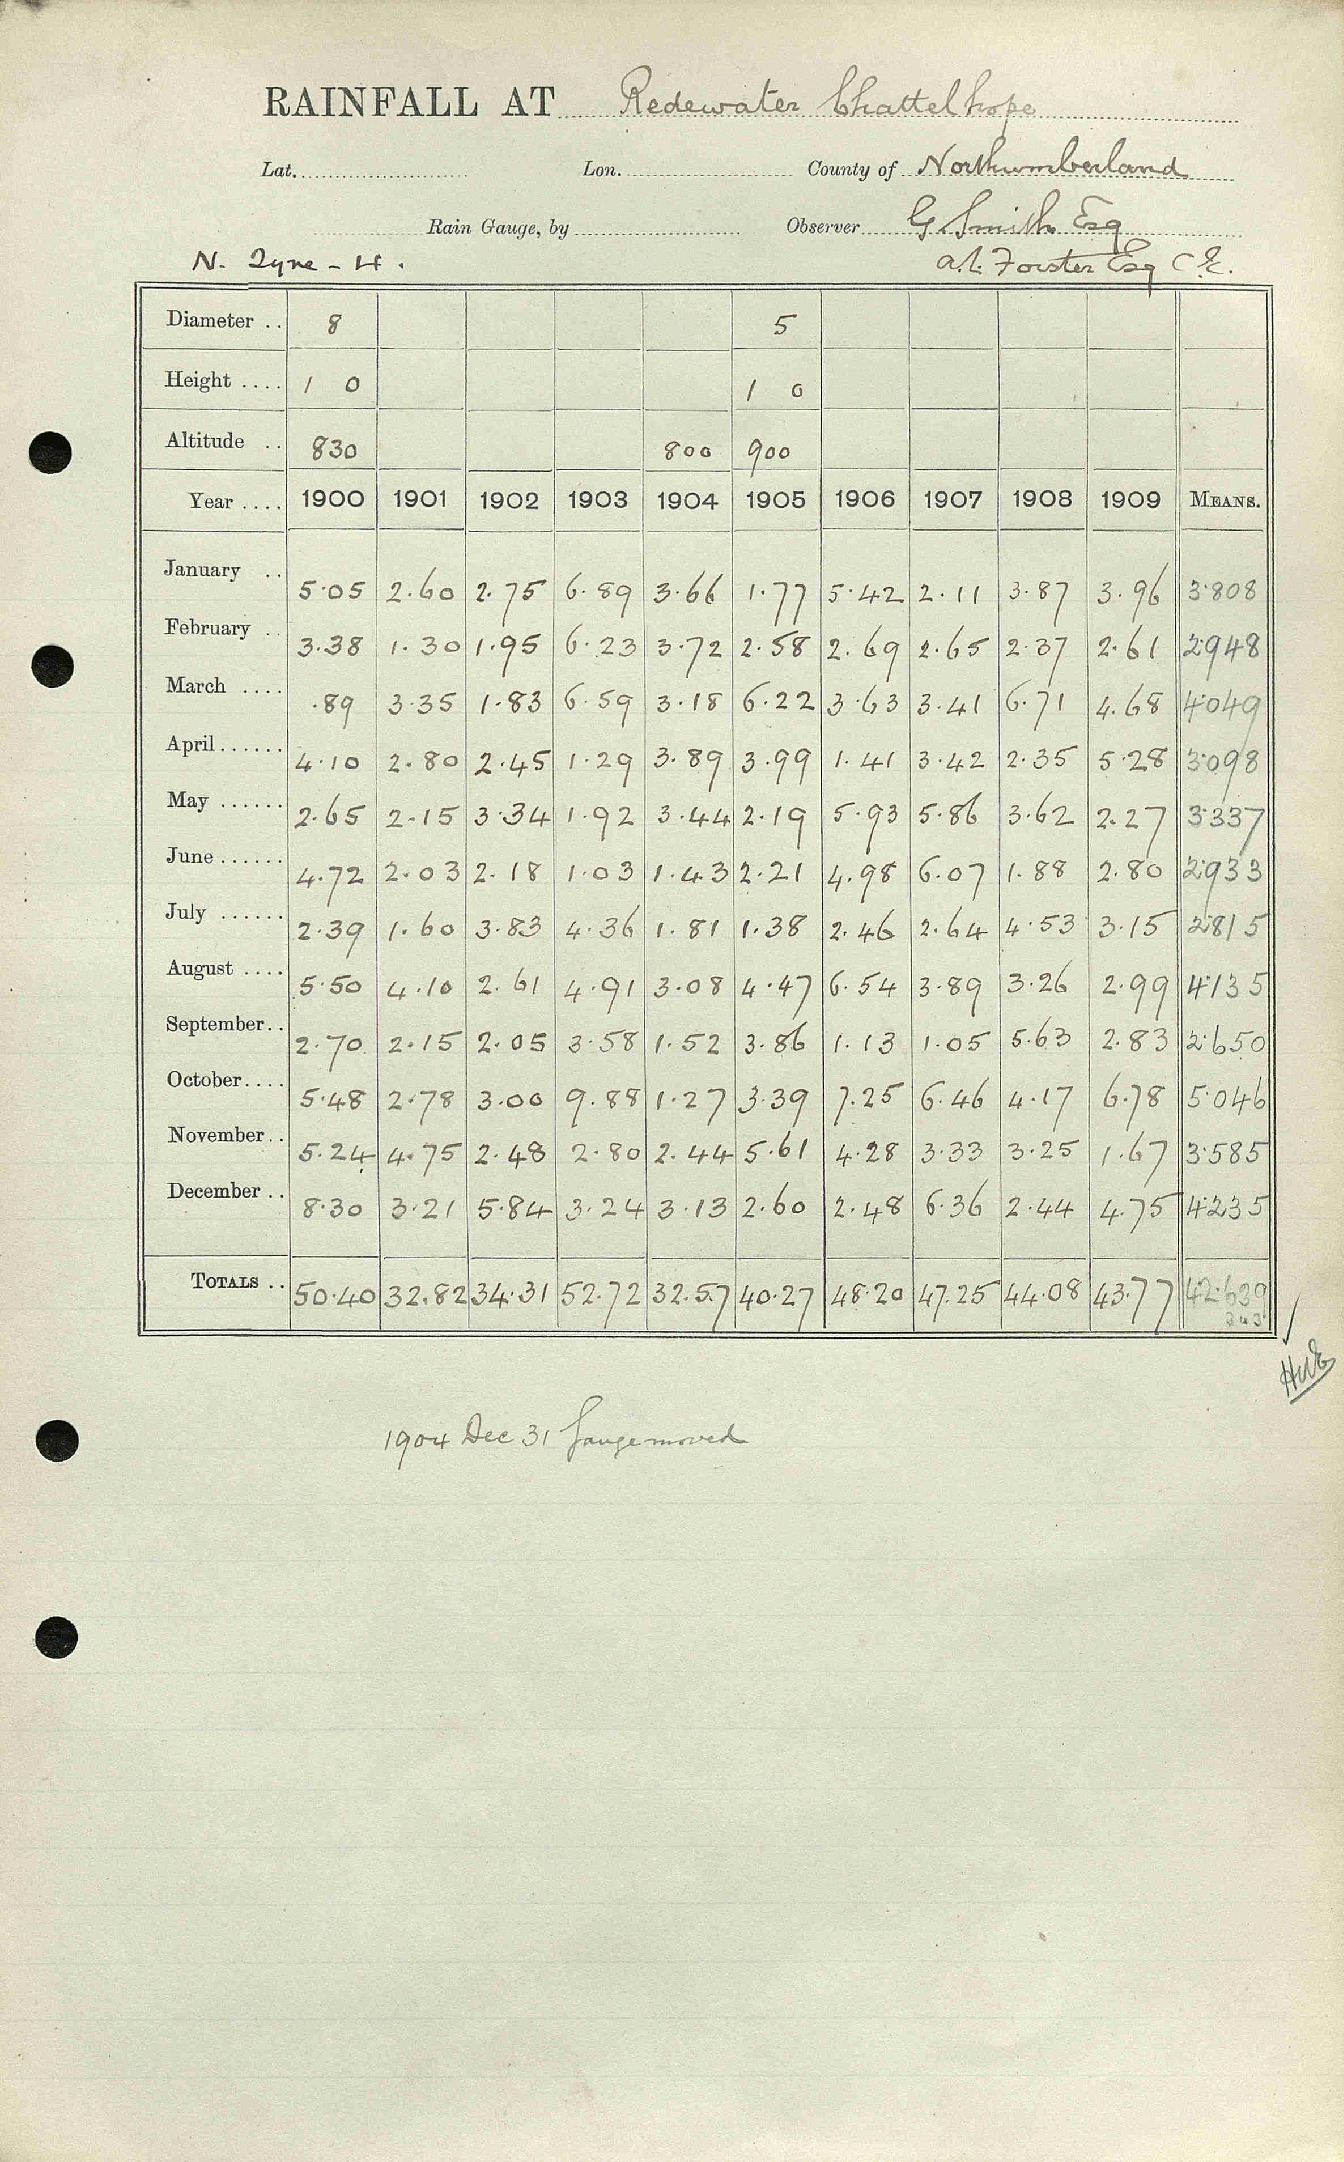 RAINFALL AT Redewater Chattelhope
Lat. Lon. County of Northumberland
Rain Gauge, by Observer G Smith Esq
N. Tyne - H. A.L. Forster Esq C.E.
Diameter .. 8 5
Height .... 1 0 1 0
Altitude .. 830 800 900
Year .... 1900 1901 1902 1903 1904 1905 1906 1907 1908 1909 MEANS.
January .. 5.05 2.60 2.75 6.89 3.66 1.77 5.42 2.11 3.87 3.96 3.808
February .. 3.38 1.30 1.95 6.23 3.72 2.58 2.69 2.65 2.37 2.61 2.948
March .... .89 3.35 1.83 6.59 3.18 6.22 3.63 3.41 6.71 4.68 4.049
April...... 4.10 2.80 2.45 1.29 3.89 3.99 1.41 3.42 2.35 5.28 3.098
May ...... 2.65 2.15 3.34 1.92 3.44 2.19 5.93 5.86 3.62 2.27 3.337
June...... 4.72 2.03 2.18 1.03 1.43 2.21 4.98 6.07 1.88 2.80 2.933
July ...... 2.39 1.60 3.83 4.36 1.81 1.38 2.46 2.64 4.53 3.15 2.815
August .... 5.50 4.10 2.61 4.91 3.08 4.47 6.54 3.89 3.26 2.99 4.135
September.. 2.70 2.15 2.05 3.58 1.52 3.86 1.13 1.05 5.63 2.83 2.650
October.... 5.48 2.78 3.00 9.88 1.27 3.39 7.25 6.46 4.17 6.78 5.046
November.. 5.24 4.75 2.48 2.80 2.44 5.61 4.28 3.33 3.25 1.67 3.585
December .. 8.30 3.21 5.84 3.24 3.13 2.60 2.48 6.36 2.44 4.75 4.235
TOTALS .. 50.40 32.82 34.31 52.72 32.57 40.27 48.20 47.25 44.08 43.77 42.639
1904 Dec 31 Gauge moved